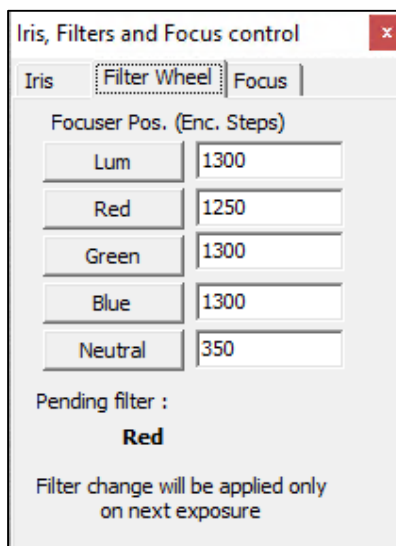 Iris, Filters and Focus control x
Iris Filter Wheel Focus
Focuser Pos. (Enc. Steps)
Lum 1300
Red 1250
Green 1300
Blue 1300
Neutral 350
Pending filter :
Red
Filter change will be applied only
on next exposure